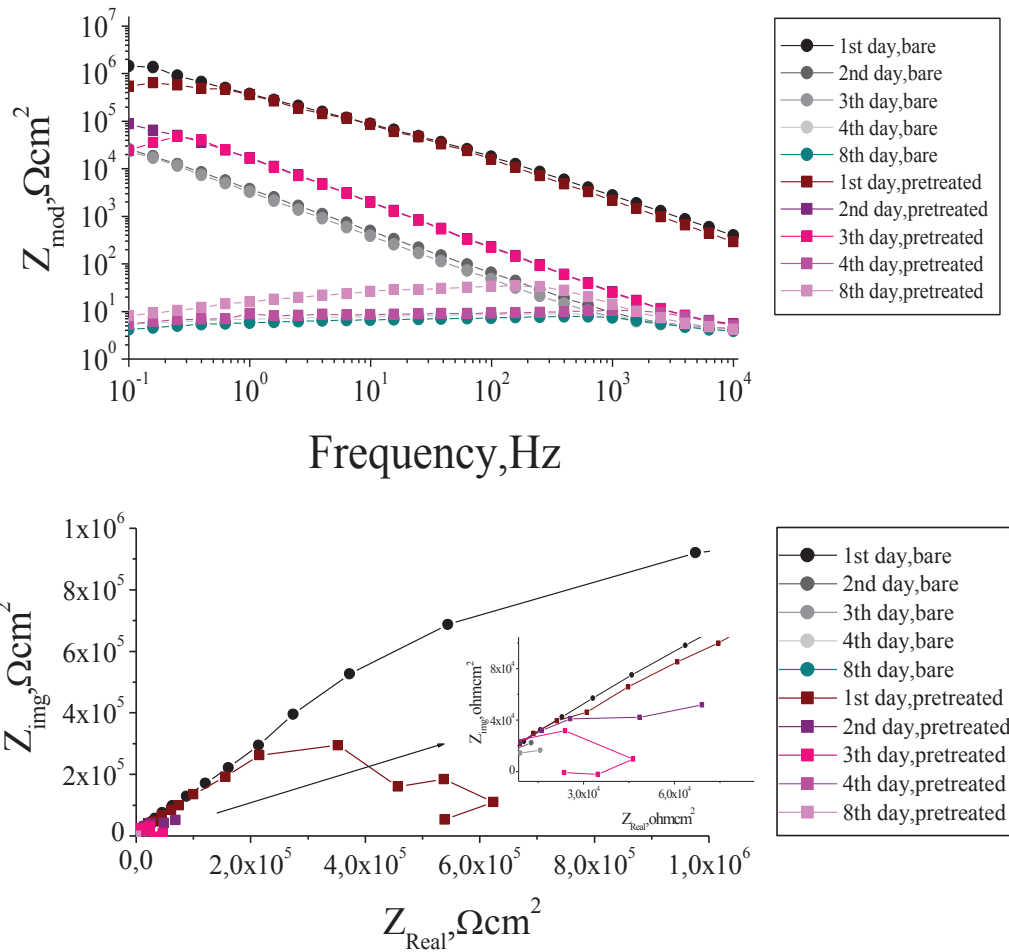 10^7
10^6
10^5
10^4
10^3
10^2
10^1
10^0
Z_mod,Ωcm^2
10^-1
10^0
10^1
10^2
10^3
10^4
Frequency,Hz
1st day,bare
2nd day,bare
3th day,bare
4th day,bare
8th day,bare
1st day,pretreated
2nd day,pretreated
3th day,pretreated
4th day,pretreated
8th day,pretreated
1x10^6
8x10^5
6x10^5
4x10^5
2x10^5
0
Z_img,Ωcm^2
0,0
2,0x10^5
4,0x10^5
6,0x10^5
8,0x10^5
1,0x10^6
Z_Real,Ωcm^2
8x10^4
4x10^4
0
Z_img,ohmcm^2
3,0x10^4
6,0x10^4
Z_Real,ohmcm^2
1st day,bare
2nd day,bare
3th day,bare
4th day,bare
8th day,bare
1st day,pretreated
2nd day,pretreated
3th day,pretreated
4th day,pretreated
8th day,pretreated